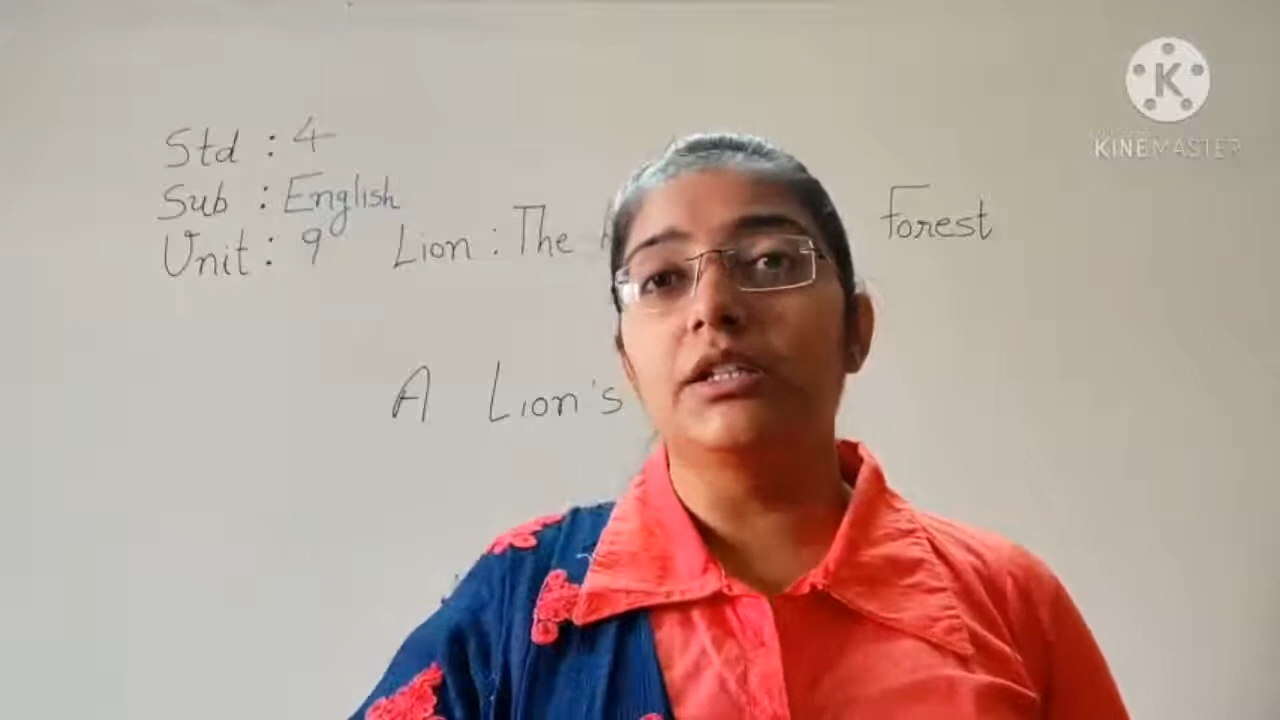 Std : 4
Sub : English
Unit : 9 Lion : The Forest
A Lion's
K
KINEMASTER